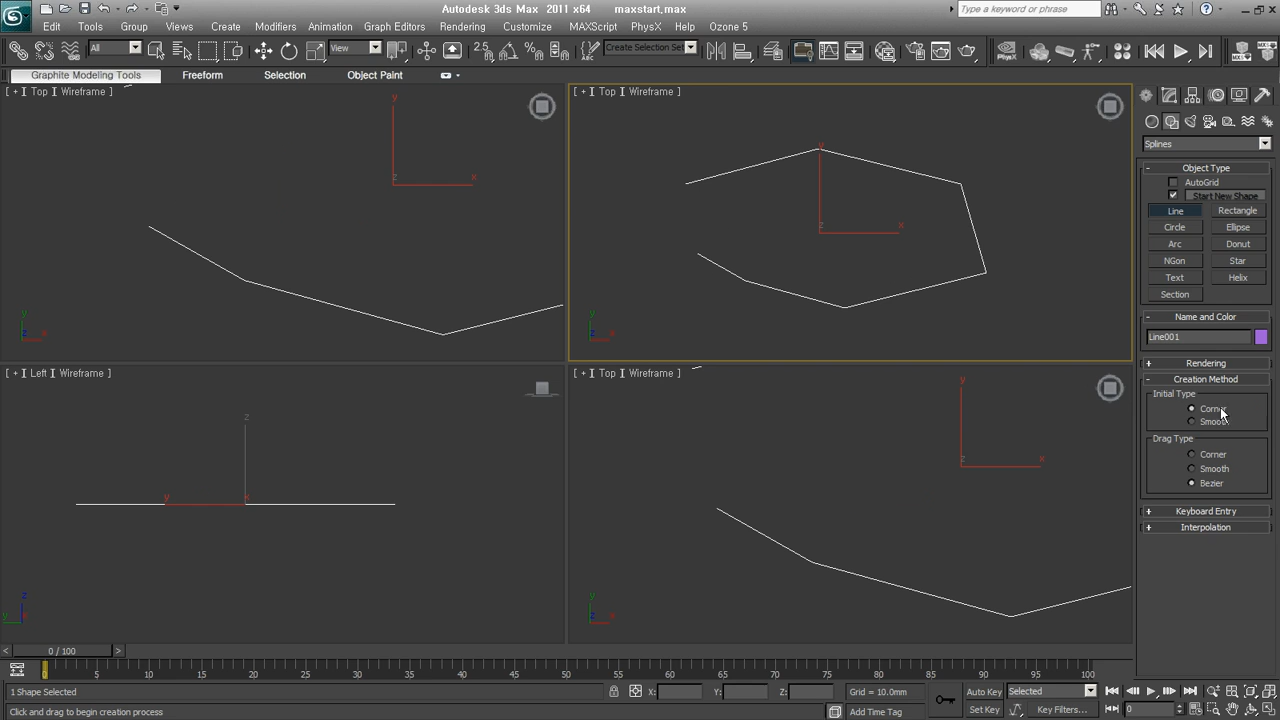 Autodesk 3ds Max 2011 x64    maxstart.max
Type a keyword or phrase
Edit Tools Group Views Create Modifiers Animation Graph Editors Rendering Customize MAXScript PhysX Ozone 5
All View 2.5 Create Selection Set PhysX
Graphite Modeling Tools Freeform Selection Object Paint
[ + ] Top ] Wireframe ]
y
x
z
y
z
x
[ + ] Top ] Wireframe ]
y
x
z
y
z
x
[ + ] Left ] Wireframe ]
z
y
x
z
y
[ + ] Top ] Wireframe ]
y
x
z
y
z
x
Splines
- Object Type
AutoGrid
Start New Shape
Line Rectangle
Circle Ellipse
Arc Donut
NGon Star
Text Helix
Section
- Name and Color
Line001
+ Rendering
- Creation Method
Initial Type
Corner
Smooth
Drag Type
Corner
Smooth
Bezier
+ Keyboard Entry
+ Interpolation
< 0 / 100 >
0 5 10 15 20 25 30 35 40 45 50 55 60 65 70 75 80 85 90 95 100
1 Shape Selected X: Y: Z: Grid = 10.0mm Auto Key Selected
Click and drag to begin creation process Add Time Tag Set Key Key Filters... 0